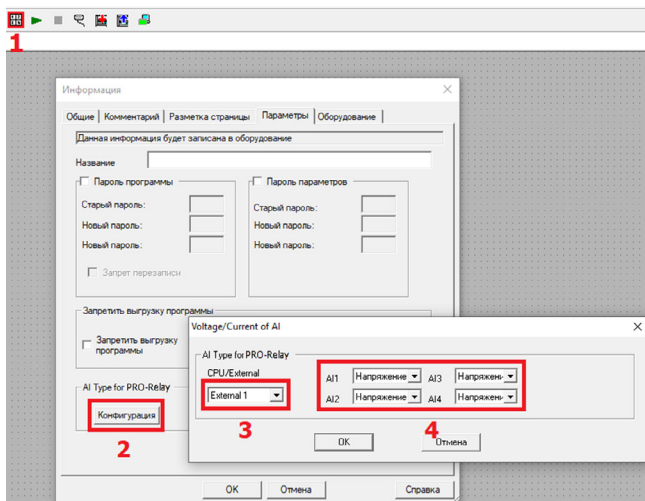 1
Информация
Общие Комментарий Разметка страницы Параметры Оборудование
Данная информация будет записана в оборудование
Название
Пароль программы Пароль параметров
Старый пароль: Старый пароль:
Новый пароль: Новый пароль:
Новый пароль: Новый пароль:
Запрет перезаписи
Запретить выгрузку программы
Запретить выгрузку
программы
AI Type for PRO-Relay
Конфигурация
2
Voltage/Current of AI
AI Type for PRO-Relay
CPU/External
External 1
AI1 Напряжение AI3 Напряжен
AI2 Напряжение AI4 Напряжен
3
4
OK Отмена
OK Отмена Справка